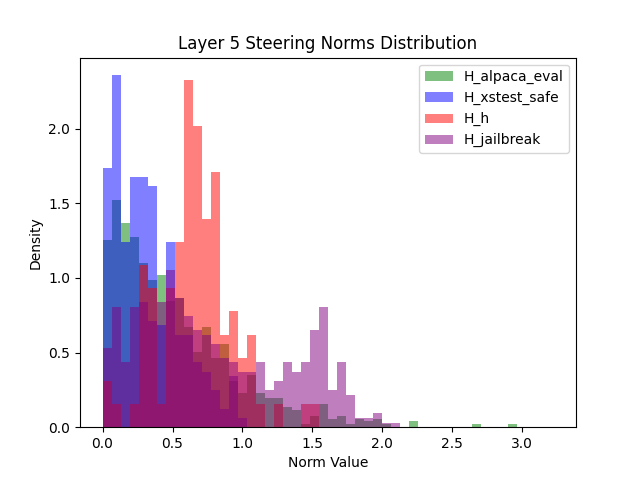 Layer 5 Steering Norms Distribution
H_alpaca_eval
H_xstest_safe
H_h
H_jailbreak
Density
2.0
1.5
1.0
0.5
0.0
0.0 0.5 1.0 1.5 2.0 2.5 3.0
Norm Value